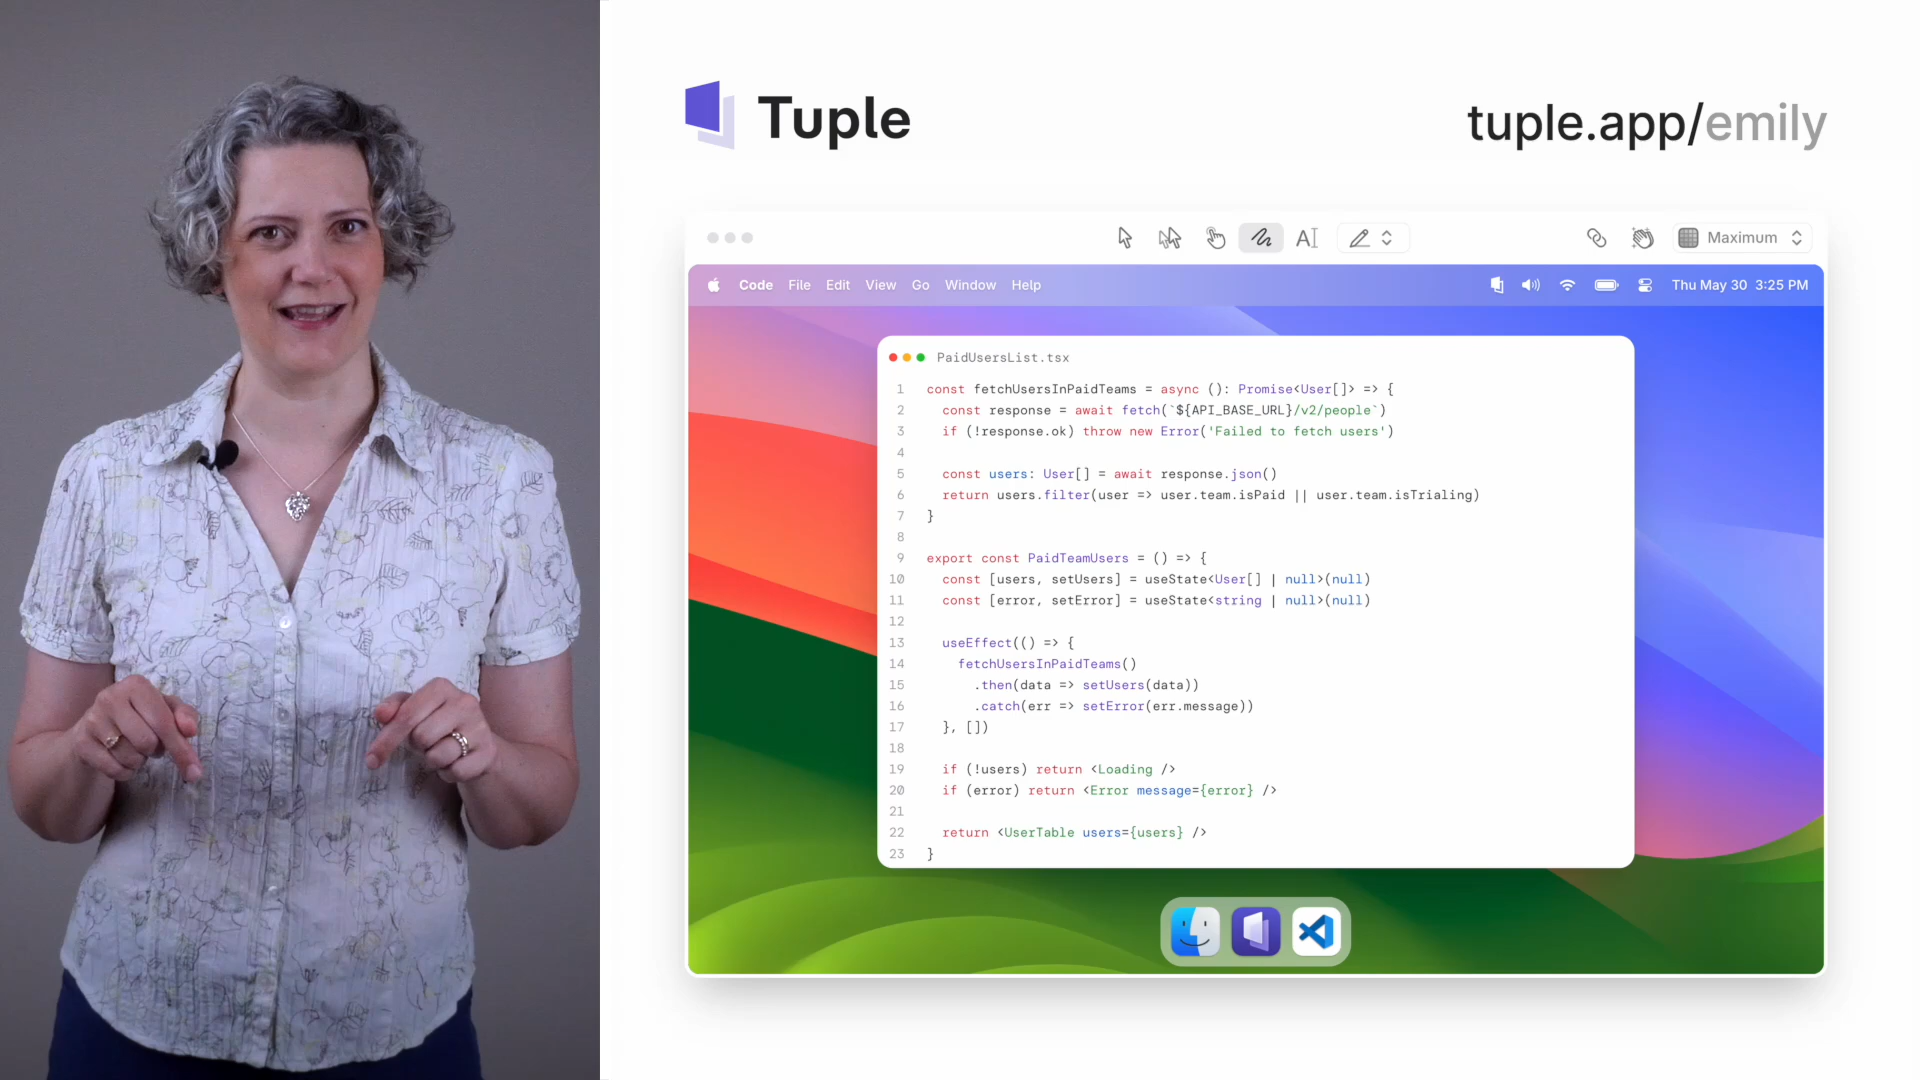 Tuple
tuple.app/emily
AI
Maximum
Code File Edit View Go Window Help
Thu May 30 3:25 PM
PaidUsersList.tsx
1 const fetchUsersInPaidTeams = async (): Promise<User[]> => {
2 const response = await fetch(`${API_BASE_URL}/v2/people`)
3 if (!response.ok) throw new Error('Failed to fetch users')
4
5 const users: User[] = await response.json()
6 return users.filter(user => user.team.isPaid || user.team.isTrialing)
7 }
8
9 export const PaidTeamUsers = () => {
10 const [users, setUsers] = useState<User[] | null>(null)
11 const [error, setError] = useState<string | null>(null)
12
13 useEffect(() => {
14 fetchUsersInPaidTeams()
15 .then(data => setUsers(data))
16 .catch(err => setError(err.message))
17 }, [])
18
19 if (!users) return <Loading />
20 if (error) return <Error message={error} />
21
22 return <UserTable users={users} />
23 }